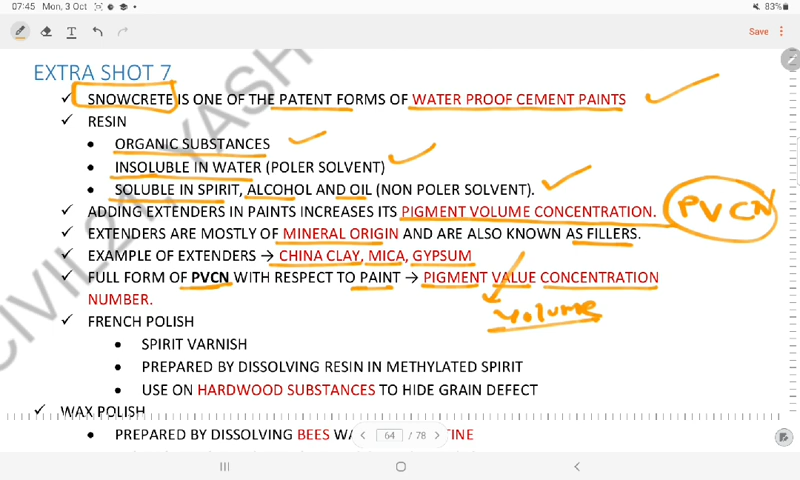 07:45 Mon, 3 Oct
83%
Save
EXTRA SHOT 7
✓ SNOWCRETE IS ONE OF THE PATENT FORMS OF WATER PROOF CEMENT PAINTS
✓ RESIN
• ORGANIC SUBSTANCES
• INSOLUBLE IN WATER (POLER SOLVENT)
• SOLUBLE IN SPIRIT, ALCOHOL AND OIL (NON POLER SOLVENT).
✓ ADDING EXTENDERS IN PAINTS INCREASES ITS PIGMENT VOLUME CONCENTRATION.
PVCN
✓ EXTENDERS ARE MOSTLY OF MINERAL ORIGIN AND ARE ALSO KNOWN AS FILLERS.
✓ EXAMPLE OF EXTENDERS → CHINA CLAY, MICA, GYPSUM
✓ FULL FORM OF PVCN WITH RESPECT TO PAINT → PIGMENT VALUE CONCENTRATION
NUMBER.
Volume
✓ FRENCH POLISH
• SPIRIT VARNISH
• PREPARED BY DISSOLVING RESIN IN METHYLATED SPIRIT
• USE ON HARDWOOD SUBSTANCES TO HIDE GRAIN DEFECT
✓ WAX POLISH
• PREPARED BY DISSOLVING BEES WA
64 / 78
TINE
CIVIL21, YASH